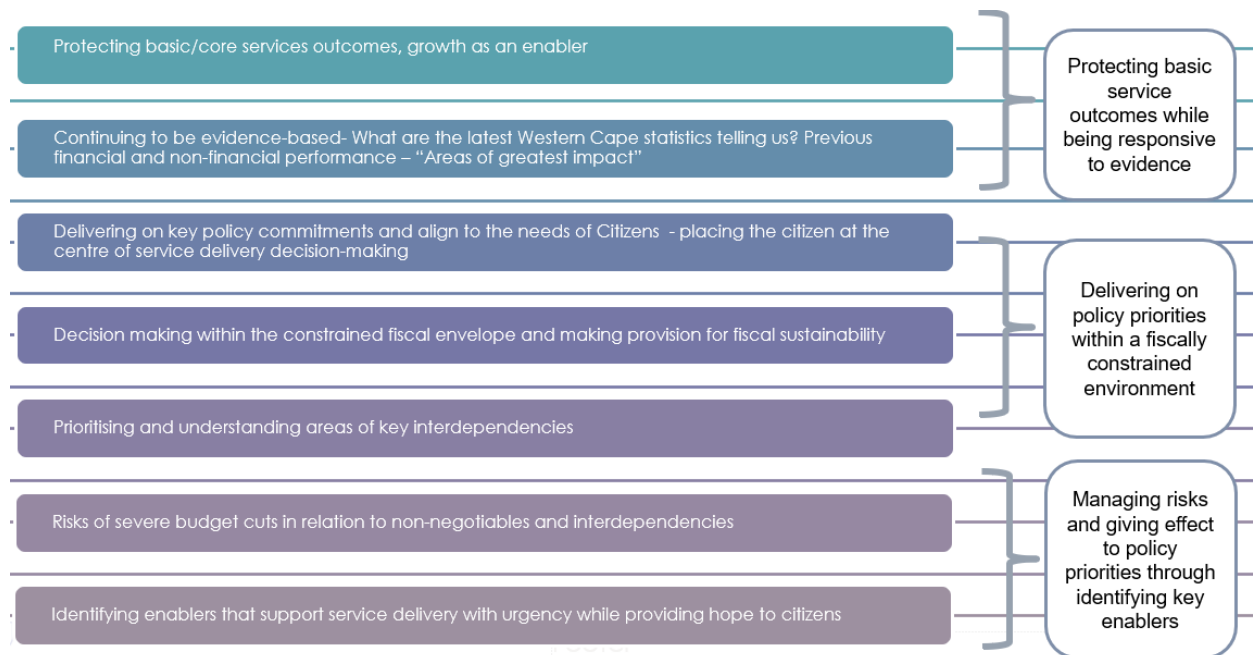 Protecting basic/core services outcomes, growth as an enabler
Continuing to be evidence-based- What are the latest Western Cape statistics telling us? Previous
financial and non-financial performance – “Areas of greatest impact”
Protecting basic
service
outcomes while
being responsive
to evidence
Delivering on key policy commitments and align to the needs of Citizens - placing the citizen at the
centre of service delivery decision-making
Decision making within the constrained fiscal envelope and making provision for fiscal sustainability
Prioritising and understanding areas of key interdependencies
Delivering on
policy priorities
within a fiscally
constrained
environment
Risks of severe budget cuts in relation to non-negotiables and interdependencies
Identifying enablers that support service delivery with urgency while providing hope to citizens
Managing risks
and giving effect
to policy
priorities through
identifying key
enablers